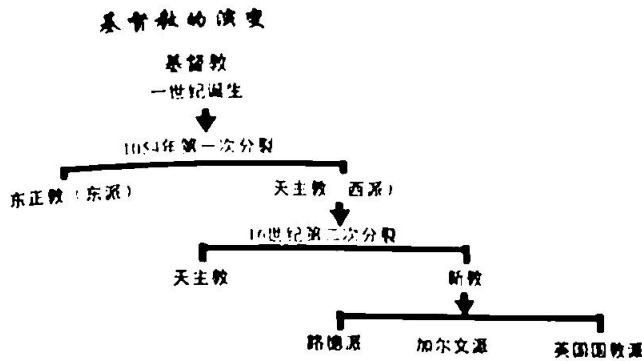 基督教的演变
基督教
一世纪诞生
1054年第一次分裂
东正教(东派)
天主教 西派)
16世纪第二次分裂
天主教
新教
路德派
加尔文派
英国国教派